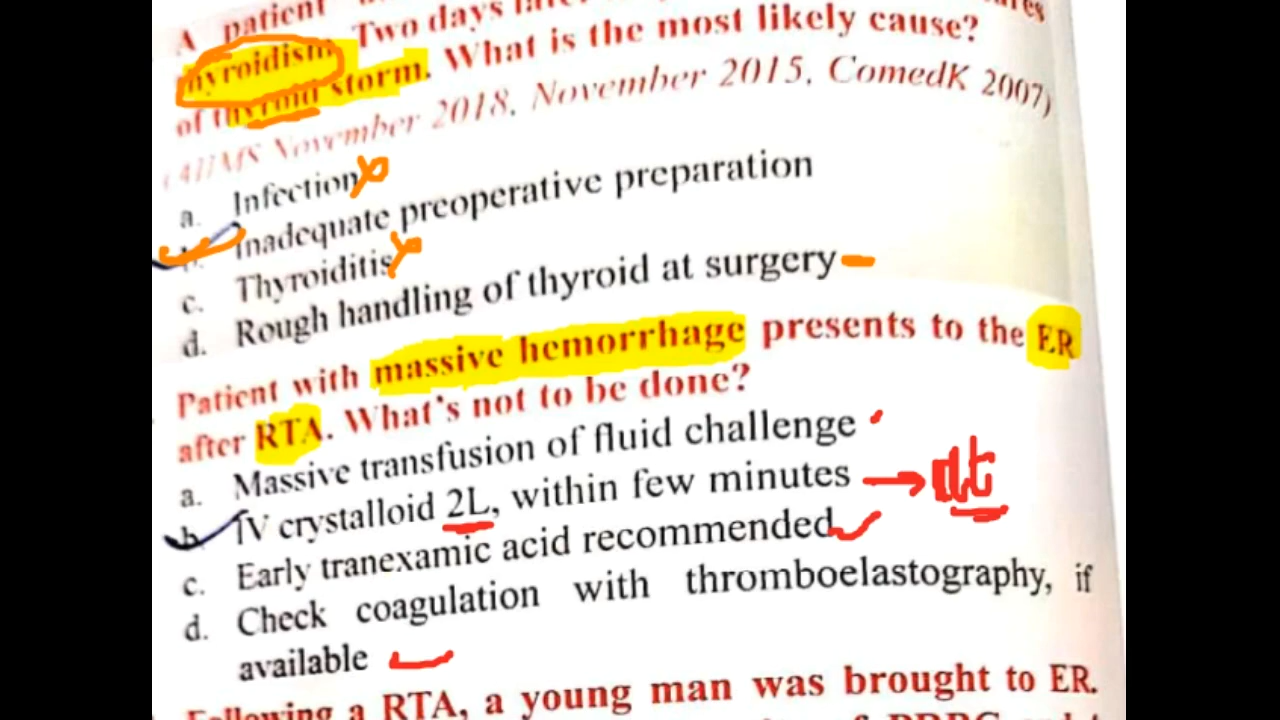 A patient
hyroidism. Two days later
of thyroid storm. What is the most likely cause?
(AIIMS November 2018, November 2015, ComedK 2007)
a. Infection
b. Inadequate preoperative preparation
c. Thyroiditis
d. Rough handling of thyroid at surgery
Patient with massive hemorrhage presents to the ER
after RTA. What's not to be done?
a. Massive transfusion of fluid challenge
b. IV crystalloid 2L, within few minutes
c. Early tranexamic acid recommended
d. Check coagulation with thromboelastography, if
available
Following a RTA, a young man was brought to ER.